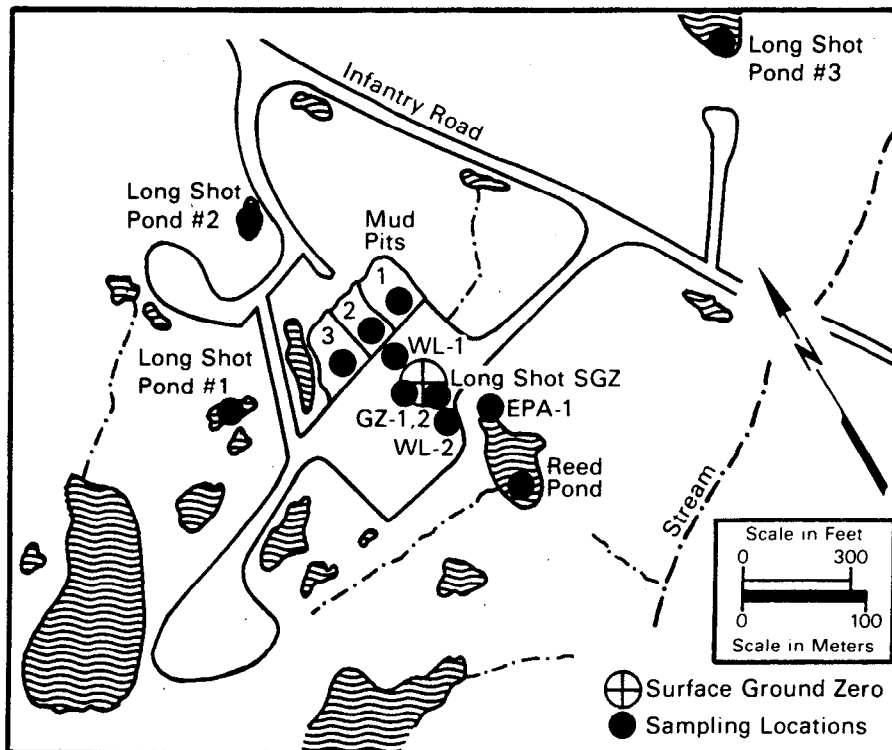 Long Shot
Pond #3
Infantry Road
Long Shot
Pond #2
Mud
Pits
1
2
3
WL-1
Long Shot
Pond #1
Long Shot SGZ
GZ-1,2
EPA-1
WL-2
Reed
Pond
Stream
N
Scale in Feet
0 300
0 100
Scale in Meters
Surface Ground Zero
Sampling Locations